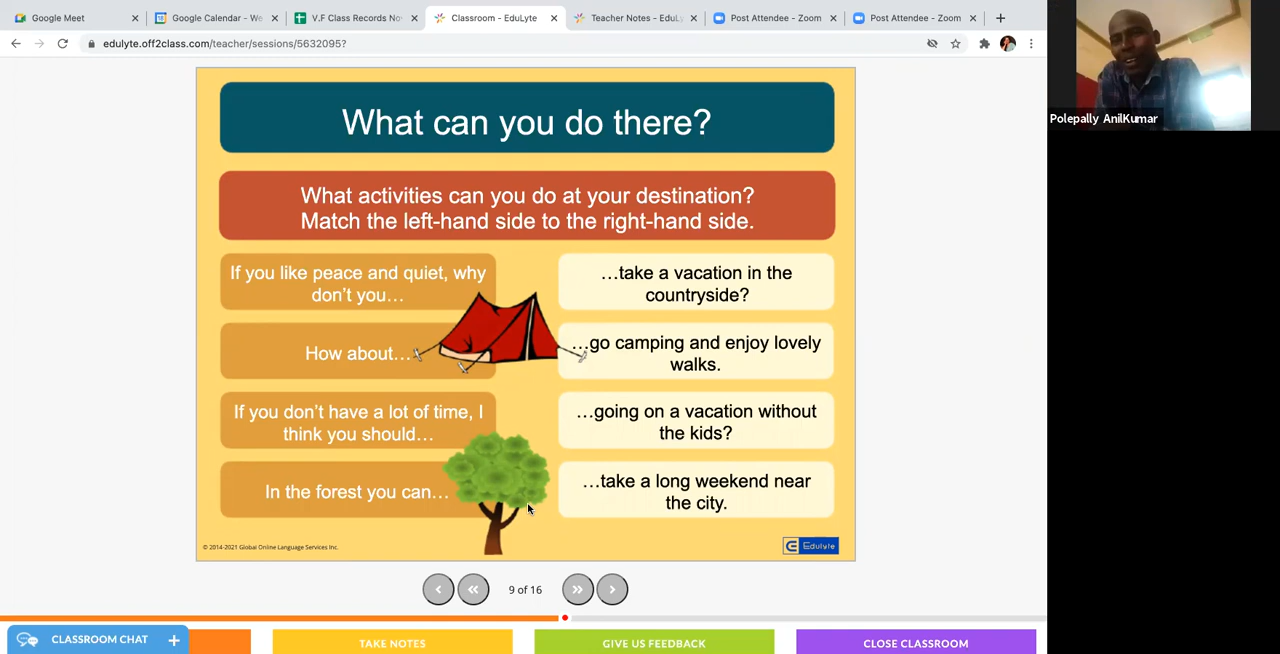 Google Meet
Google Calendar - We
V.F Class Records No
Classroom - EduLyte
Teacher Notes - EduL
Post Attendee - Zoom
Post Attendee - Zoom
edulyte.off2class.com/teacher/sessions/5632095?
Polepally AnilKumar
What can you do there?
What activities can you do at your destination?
Match the left-hand side to the right-hand side.
If you like peace and quiet, why
don't you…
…take a vacation in the
countryside?
How about…
…go camping and enjoy lovely
walks.
If you don't have a lot of time, I
think you should…
…going on a vacation without
the kids?
In the forest you can…
…take a long weekend near
the city.
© 2014-2021 Global Online Language Services Inc.
Edulyte
9 of 16
CLASSROOM CHAT +
TAKE NOTES
GIVE US FEEDBACK
CLOSE CLASSROOM